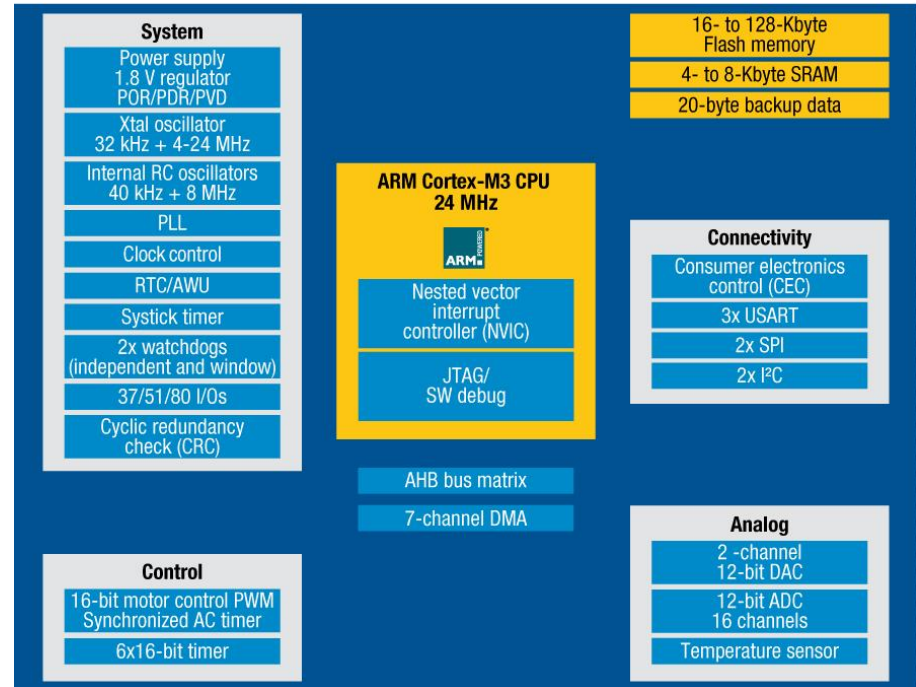 System
Power supply
1.8 V regulator
POR/PDR/PVD
Xtal oscillator
32 kHz + 4-24 MHz
Internal RC oscillators
40 kHz + 8 MHz
PLL
Clock control
RTC/AWU
Systick timer
2x watchdogs
(independent and window)
37/51/80 I/Os
Cyclic redundancy
check (CRC)
Control
16-bit motor control PWM
Synchronized AC timer
6x16-bit timer
ARM Cortex-M3 CPU
24 MHz
ARM POWERED
Nested vector
interrupt
controller (NVIC)
JTAG/
SW debug
AHB bus matrix
7-channel DMA
16- to 128-Kbyte
Flash memory
4- to 8-Kbyte SRAM
20-byte backup data
Connectivity
Consumer electronics
control (CEC)
3x USART
2x SPI
2x I²C
Analog
2 -channel
12-bit DAC
12-bit ADC
16 channels
Temperature sensor